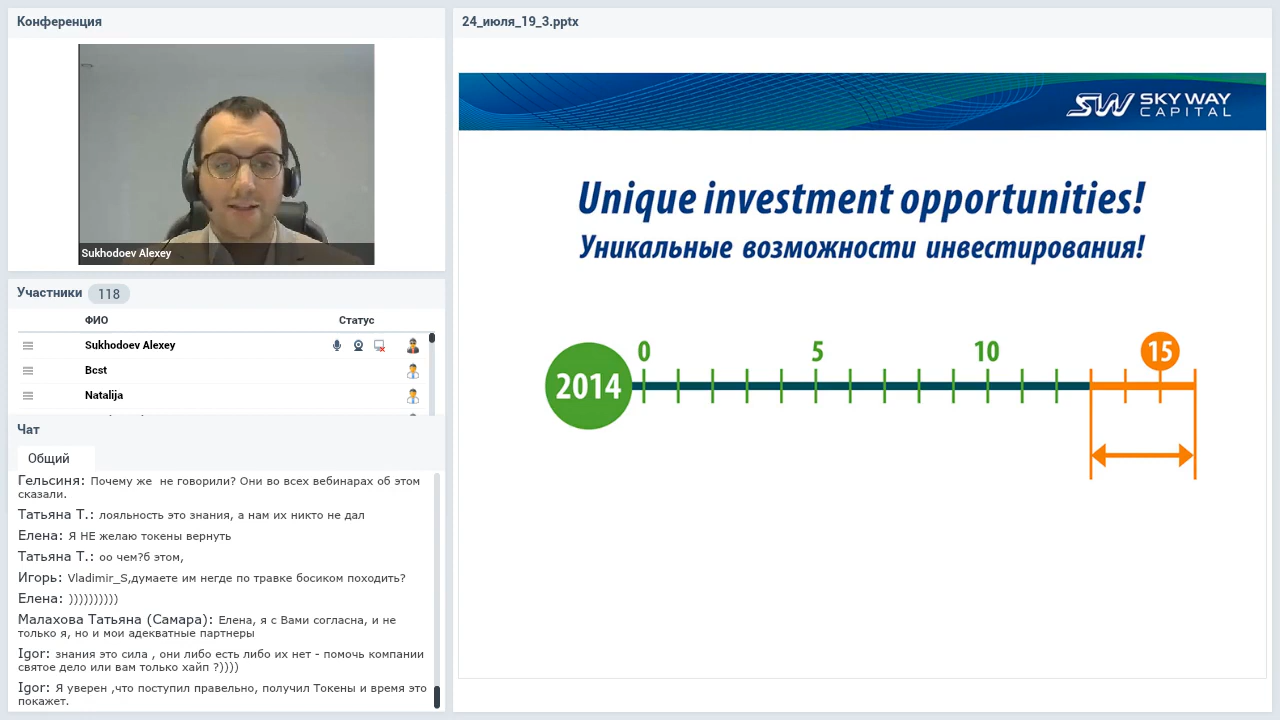 Конференция
Sukhodoev Alexey
Участники 118
ФИО Статус
Sukhodoev Alexey
Bcst
Natalija
Чат
Общий
Гельсиня: Почему же не говорили? Они во всех вебинарах об этом
сказали.
Татьяна Т.: лояльность это знания, а нам их никто не дал
Елена: Я НЕ желаю токены вернуть
Татьяна Т.: оо чем?б этом,
Игорь: Vladimir_S,думаете им негде по травке босиком походить?
Елена: ))))))))))
Малахова Татьяна (Самара): Елена, я с Вами согласна, и не
только я, но и мои адекватные партнеры
Igor: знания это сила , они либо есть либо их нет - помочь компании
святое дело или вам только хайп ?))))
Igor: Я уверен ,что поступил правельно, получил Токены и время это
покажет.
24_июля_19_3.pptx
SW SKY WAY
CAPITAL
Unique investment opportunities!
Уникальные возможности инвестирования!
2014 0 5 10 15